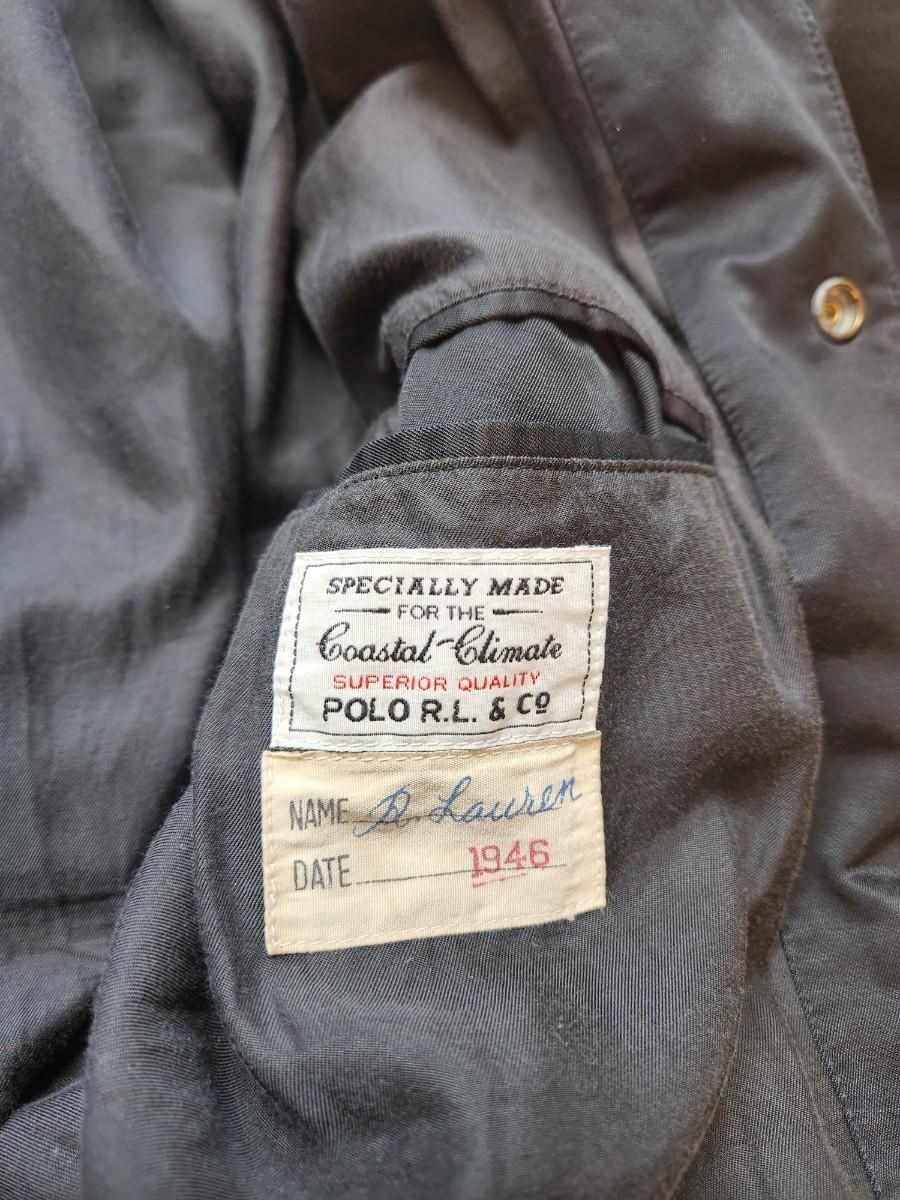 SPECIALLY MADE
FOR THE
Coastal Climate
SUPERIOR QUALITY
POLO R.L. & Co
NAME R. Lauren
DATE 1946